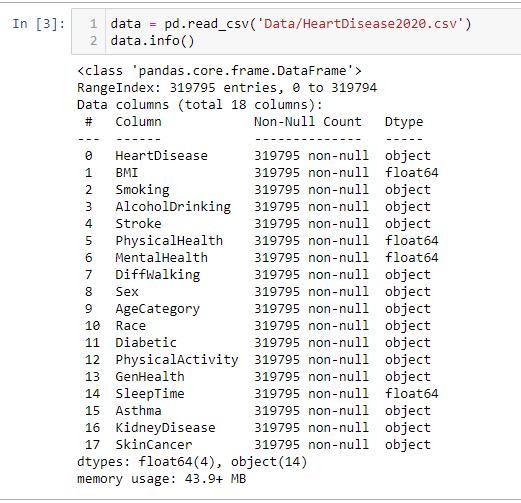 In [3]:
1 data = pd.read_csv('Data/HeartDisease2020.csv')
2 data.info()
<class 'pandas.core.frame.DataFrame'>
RangeIndex: 319795 entries, 0 to 319794
Data columns (total 18 columns):
 #   Column            Non-Null Count   Dtype
---  ------            --------------   -----
 0   HeartDisease      319795 non-null  object
 1   BMI               319795 non-null  float64
 2   Smoking           319795 non-null  object
 3   AlcoholDrinking   319795 non-null  object
 4   Stroke            319795 non-null  object
 5   PhysicalHealth    319795 non-null  float64
 6   MentalHealth      319795 non-null  float64
 7   DiffWalking       319795 non-null  object
 8   Sex               319795 non-null  object
 9   AgeCategory       319795 non-null  object
 10  Race              319795 non-null  object
 11  Diabetic          319795 non-null  object
 12  PhysicalActivity  319795 non-null  object
 13  GenHealth         319795 non-null  object
 14  SleepTime         319795 non-null  float64
 15  Asthma            319795 non-null  object
 16  KidneyDisease     319795 non-null  object
 17  SkinCancer        319795 non-null  object
dtypes: float64(4), object(14)
memory usage: 43.9+ MB